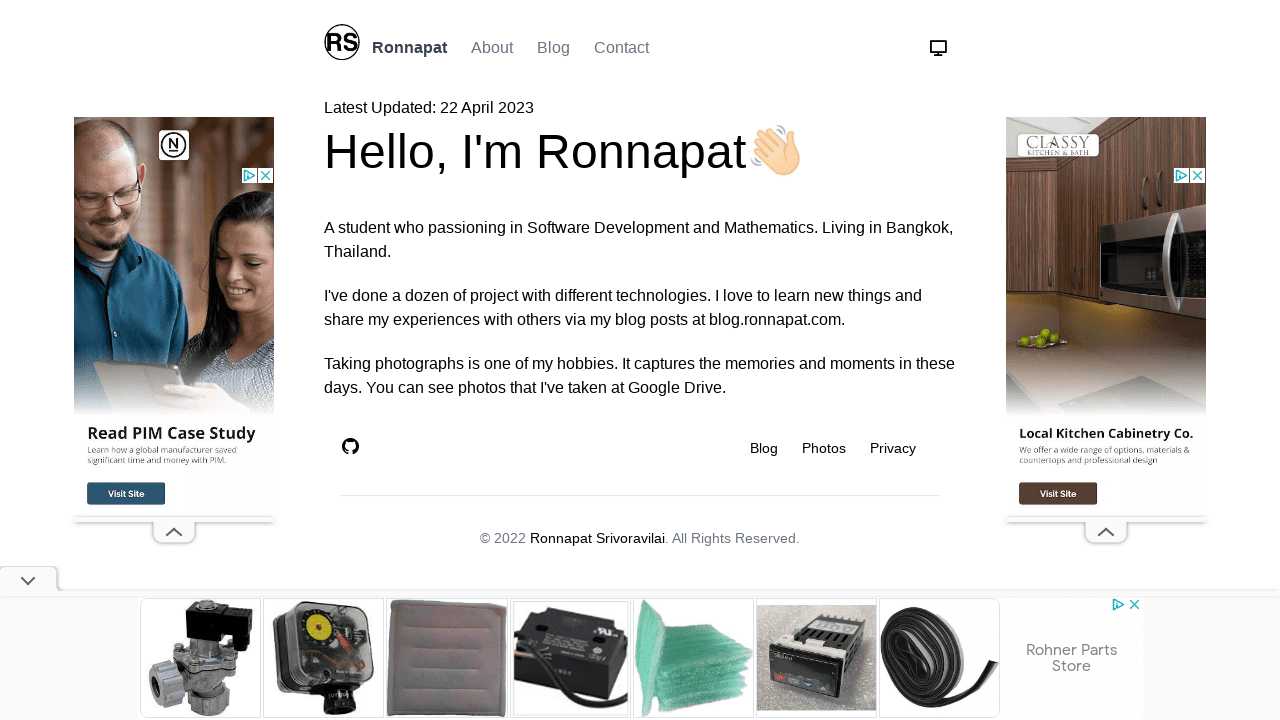 RS Ronnapat About Blog Contact
Latest Updated: 22 April 2023
Hello, I'm Ronnapat👋🏻
A student who passioning in Software Development and Mathematics. Living in Bangkok,
Thailand.
I've done a dozen of project with different technologies. I love to learn new things and
share my experiences with others via my blog posts at blog.ronnapat.com.
Taking photographs is one of my hobbies. It captures the memories and moments in these
days. You can see photos that I've taken at Google Drive.
Blog Photos Privacy
© 2022 Ronnapat Srivoravilai. All Rights Reserved.
N
Read PIM Case Study
Learn how a global manufacturer saved
significant time and money with PIM.
Visit Site
CLASSY
KITCHEN & BATH
Local Kitchen Cabinetry Co.
We offer a wide range of options, materials &
countertops and professional design
Visit Site
Rohner Parts
Store